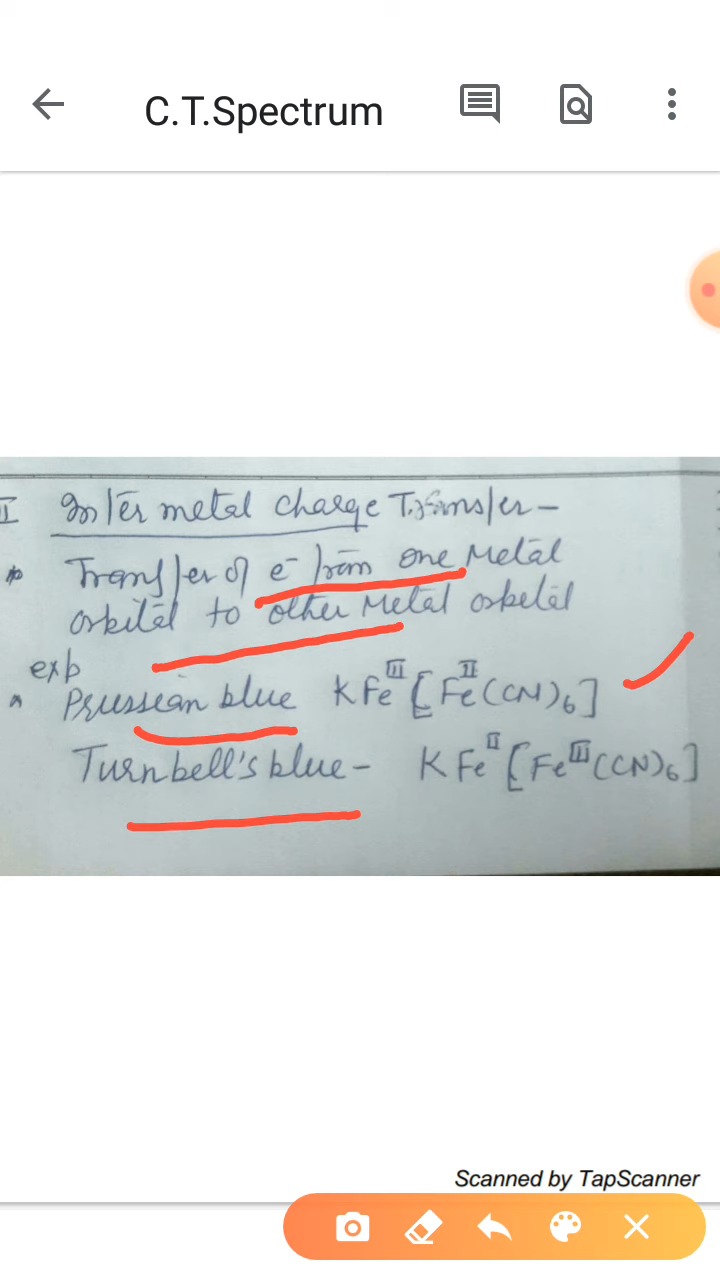 C.T.Spectrum
II Inter metal charge Transfer-
Transfer of e⁻ from one Metal
orbital to other Metal orbital
exp
Prussian blue KFeᴵᴵᴵ[Feᴵᴵ(CN)₆]
Turnbell's blue- KFeᴵᴵ[Feᴵᴵᴵ(CN)₆]
Scanned by TapScanner